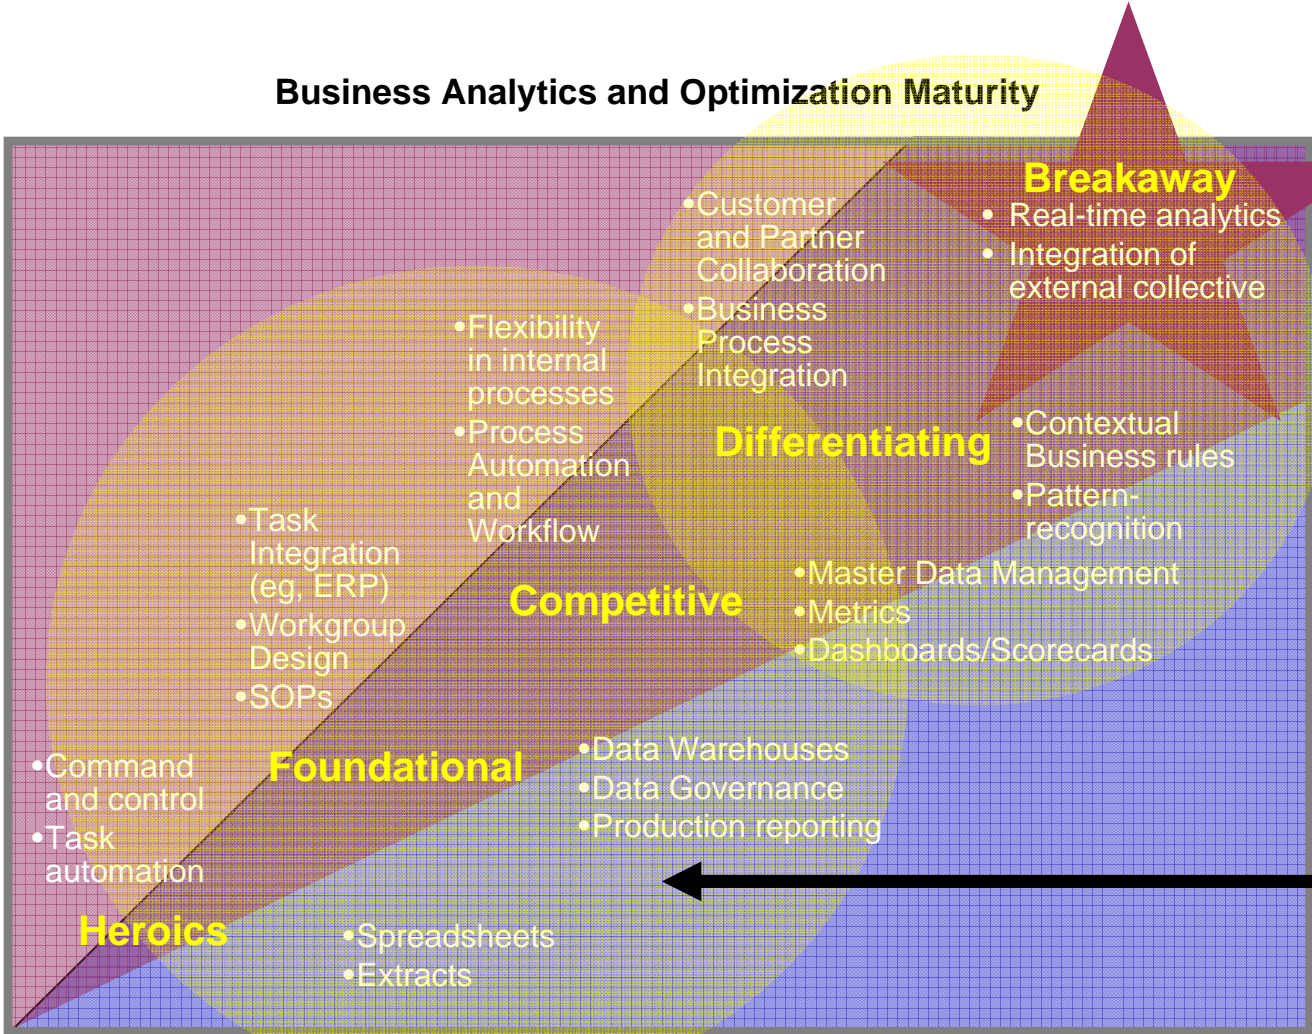 Business Analytics and Optimization Maturity
Breakaway
• Real-time analytics
• Integration of
external collective
•Customer
and Partner
Collaboration
•Business
Process
Integration
•Flexibility
in internal
processes
•Process
Automation
and
Workflow
Differentiating
•Contextual
Business rules
•Pattern-
recognition
•Task
Integration
(eg, ERP)
•Workgroup
Design
•SOPs
Competitive
•Master Data Management
•Metrics
•Dashboards/Scorecards
•Command
and control
•Task
automation
Foundational
•Data Warehouses
•Data Governance
•Production reporting
Heroics
•Spreadsheets
•Extracts